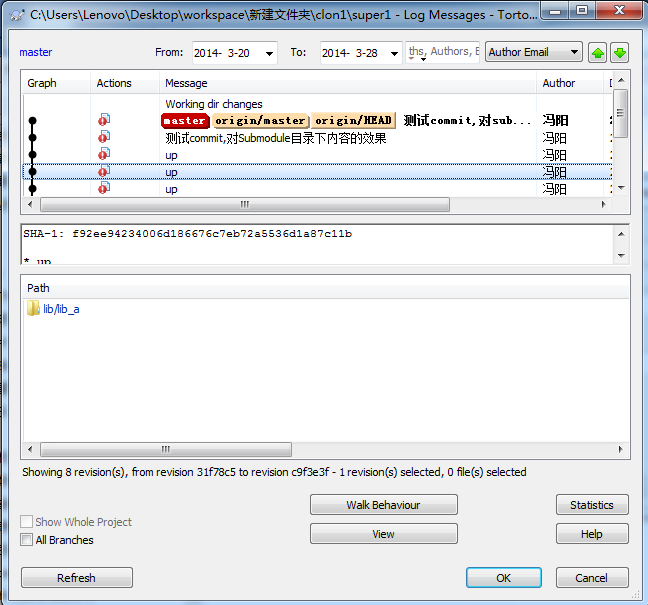 C:\Users\Lenovo\Desktop\workspace\新建文件夹\clon1\super1 - Log Messages - Torto...
master From: 2014- 3-20 To: 2014- 3-28 ths, Authors, E Author Email
Graph Actions Message Author
Working dir changes
master origin/master origin/HEAD 测试commit,对sub... 冯阳
测试commit,对Submodule目录下内容的效果 冯阳
up 冯阳
up 冯阳
up 冯阳
SHA-1: f92ee94234006d186676c7eb72a5536d1a87c11b
* up
Path
lib/lib_a
Showing 8 revision(s), from revision 31f78c5 to revision c9f3e3f - 1 revision(s) selected, 0 file(s) selected
Walk Behaviour Statistics
Show Whole Project
View Help
All Branches
Refresh OK Cancel